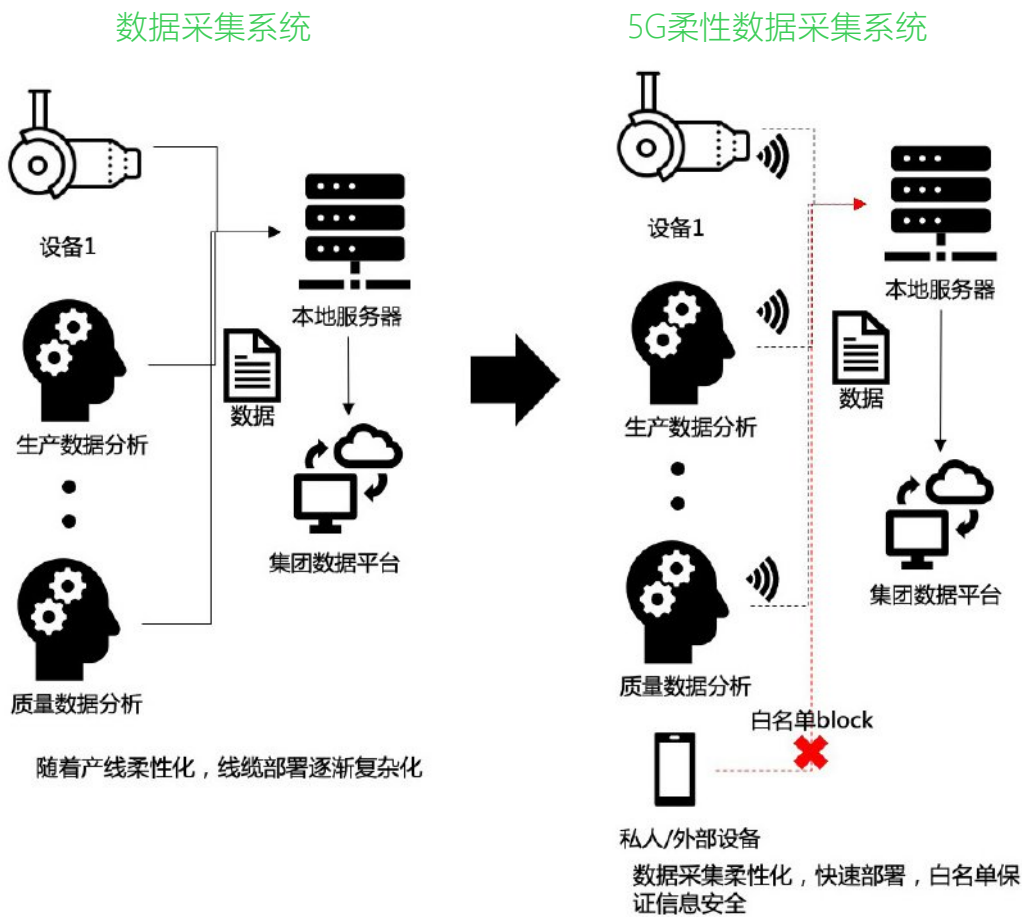 数据采集系统
设备1
本地服务器
数据
生产数据分析
集团数据平台
质量数据分析
随着产线柔性化，线缆部署逐渐复杂化
5G柔性数据采集系统
设备1
本地服务器
数据
生产数据分析
集团数据平台
质量数据分析
白名单block
私人/外部设备
数据采集柔性化，快速部署，白名单保
证信息安全